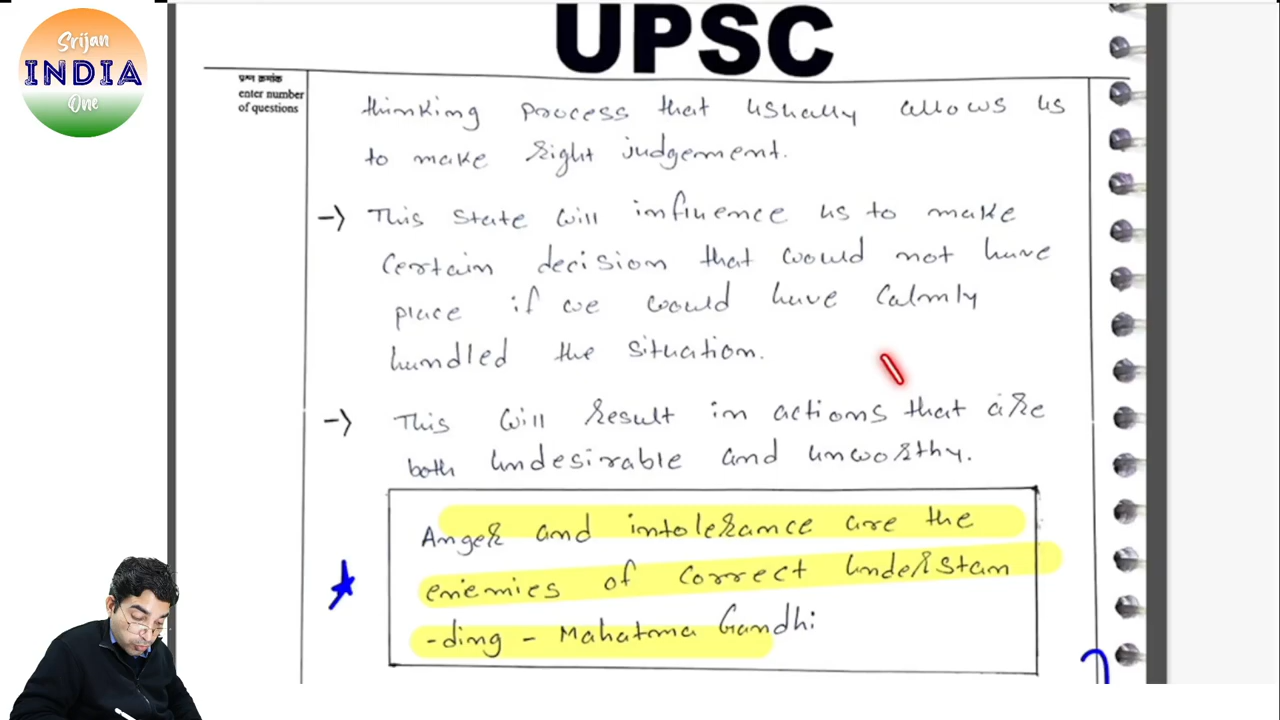 Srijan
INDIA
One
UPSC
प्रश्न क्रमांक
enter number
of questions
thinking process that usually allows us
to make right judgement.
-> This state will influence us to make
certain decision that would not have
place if we would have calmly
handled the situation.
-> This will result in actions that are
both undesirable and unworthy.
Anger and intolerance are the
enemies of correct understan
-ding - Mahatma Gandhi